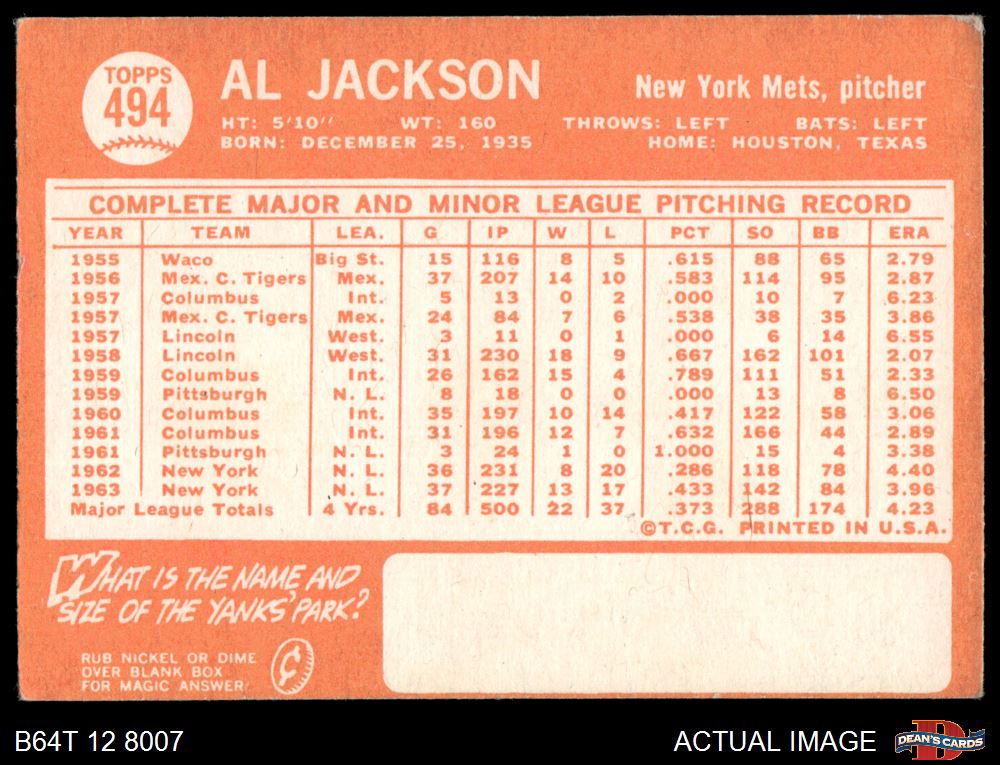 TOPPS
494
AL JACKSON
New York Mets, pitcher
HT: 5'10'' WT: 160 THROWS: LEFT BATS: LEFT
BORN: DECEMBER 25, 1935 HOME: HOUSTON, TEXAS
COMPLETE MAJOR AND MINOR LEAGUE PITCHING RECORD
YEAR TEAM LEA. G IP W L PCT SO BB ERA
1955 Waco Big St. 15 116 8 5 .615 88 65 2.79
1956 Mex. C. Tigers Mex. 37 207 14 10 .583 114 95 2.87
1957 Columbus Int. 5 13 0 2 .000 10 7 6.23
1957 Mex. C. Tigers Mex. 24 84 7 6 .538 38 35 3.86
1957 Lincoln West. 3 11 0 1 .000 6 14 6.55
1958 Lincoln West. 31 230 18 9 .667 162 101 2.07
1959 Columbus Int. 26 162 15 4 .789 111 51 2.33
1959 Pittsburgh N. L. 8 18 0 0 .000 13 8 6.50
1960 Columbus Int. 35 197 10 14 .417 122 58 3.06
1961 Columbus Int. 31 196 12 7 .632 166 44 2.89
1961 Pittsburgh N. L. 3 24 1 0 1.000 15 4 3.38
1962 New York N. L. 36 231 8 20 .286 118 78 4.40
1963 New York N. L. 37 227 13 17 .433 142 84 3.96
Major League Totals 4 Yrs. 84 500 22 37 .373 288 174 4.23
©T.C.G. PRINTED IN U.S.A.
WHAT IS THE NAME, AND
SIZE OF THE YANKS' PARK?
RUB NICKEL OR DIME
OVER BLANK BOX
FOR MAGIC ANSWER
¢
B64T 12 8007
ACTUAL IMAGE
DEAN'S CARDS